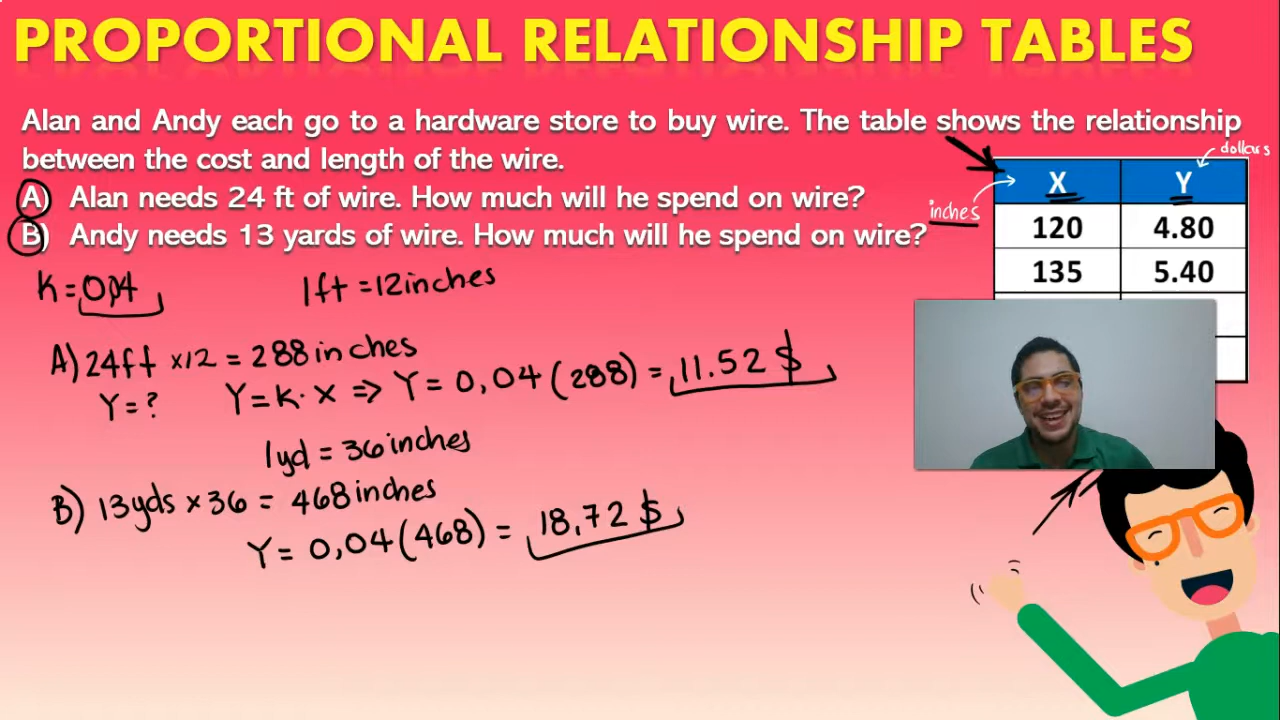 PROPORTIONAL RELATIONSHIP TABLES
Alan and Andy each go to a hardware store to buy wire. The table shows the relationship
between the cost and length of the wire.
A) Alan needs 24 ft of wire. How much will he spend on wire?
B) Andy needs 13 yards of wire. How much will he spend on wire?
dollars
inches
X Y
120 4.80
135 5.40
K = 0,04
1ft = 12inches
A) 24ft x12 = 288 inches
Y = ? Y = K · X => Y = 0,04 (288) = 11.52 $
1yd = 36 inches
B) 13yds x 36 = 468 inches
Y = 0,04 (468) = 18,72 $